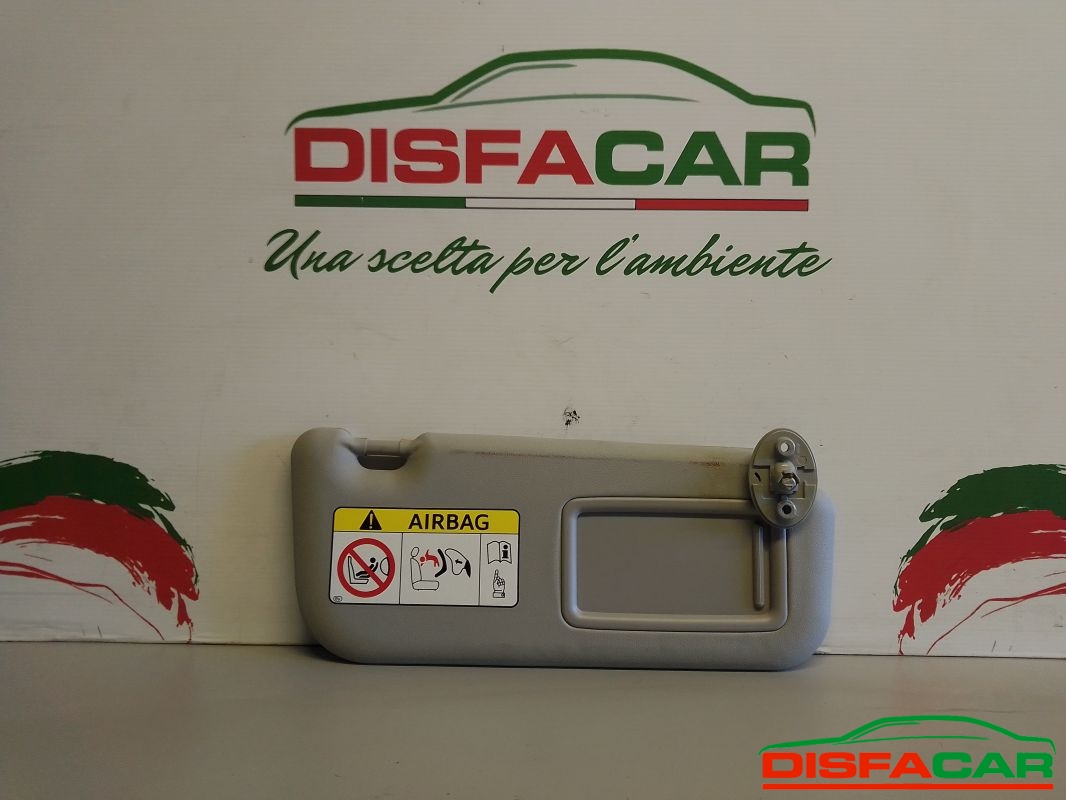 DISFACAR
Una scelta per l'ambiente
AIRBAG
DISFACAR